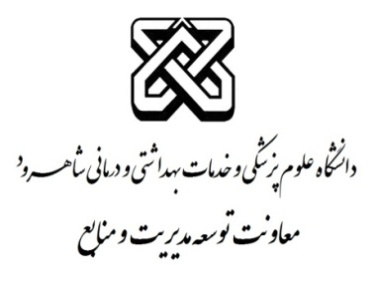 دانشگاه علوم پزشکی و خدمات بهداشتی و درمانی شاهرود
معاونت توسعه مدیریت و منابع